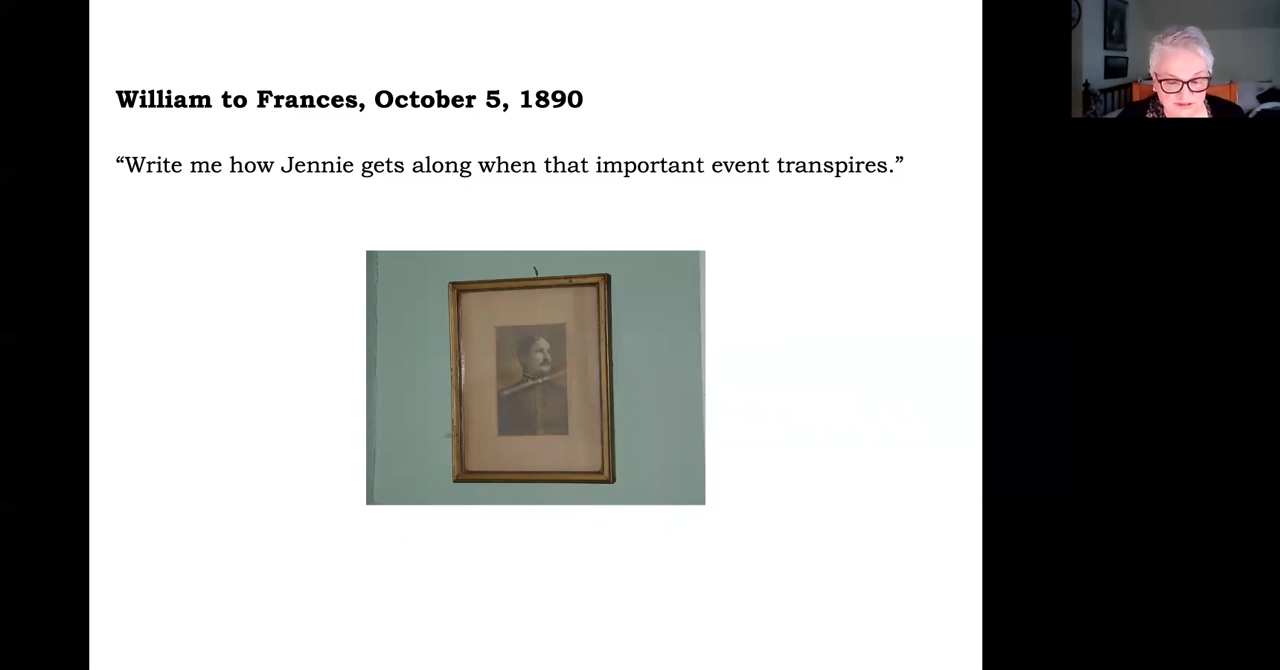 William to Frances, October 5, 1890
“Write me how Jennie gets along when that important event transpires.”